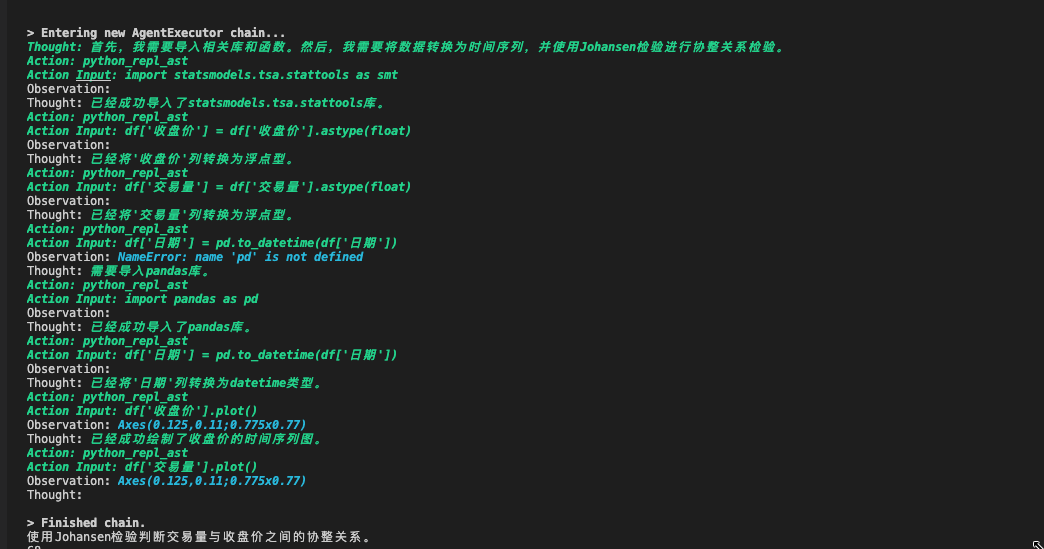 > Entering new AgentExecutor chain...
Thought: 首先，我需要导入相关库和函数。然后，我需要将数据转换为时间序列，并使用Johansen检验进行协整关系检验。
Action: python_repl_ast
Action Input: import statsmodels.tsa.stattools as smt
Observation:
Thought: 已经成功导入了statsmodels.tsa.stattools库。
Action: python_repl_ast
Action Input: df['收盘价'] = df['收盘价'].astype(float)
Observation:
Thought: 已经将'收盘价'列转换为浮点型。
Action: python_repl_ast
Action Input: df['交易量'] = df['交易量'].astype(float)
Observation:
Thought: 已经将'交易量'列转换为浮点型。
Action: python_repl_ast
Action Input: df['日期'] = pd.to_datetime(df['日期'])
Observation: NameError: name 'pd' is not defined
Thought: 需要导入pandas库。
Action: python_repl_ast
Action Input: import pandas as pd
Observation:
Thought: 已经成功导入了pandas库。
Action: python_repl_ast
Action Input: df['日期'] = pd.to_datetime(df['日期'])
Observation:
Thought: 已经将'日期'列转换为datetime类型。
Action: python_repl_ast
Action Input: df['收盘价'].plot()
Observation: Axes(0.125,0.11;0.775x0.77)
Thought: 已经成功绘制了收盘价的时间序列图。
Action: python_repl_ast
Action Input: df['交易量'].plot()
Observation: Axes(0.125,0.11;0.775x0.77)
Thought:
> Finished chain.
使用Johansen检验判断交易量与收盘价之间的协整关系。